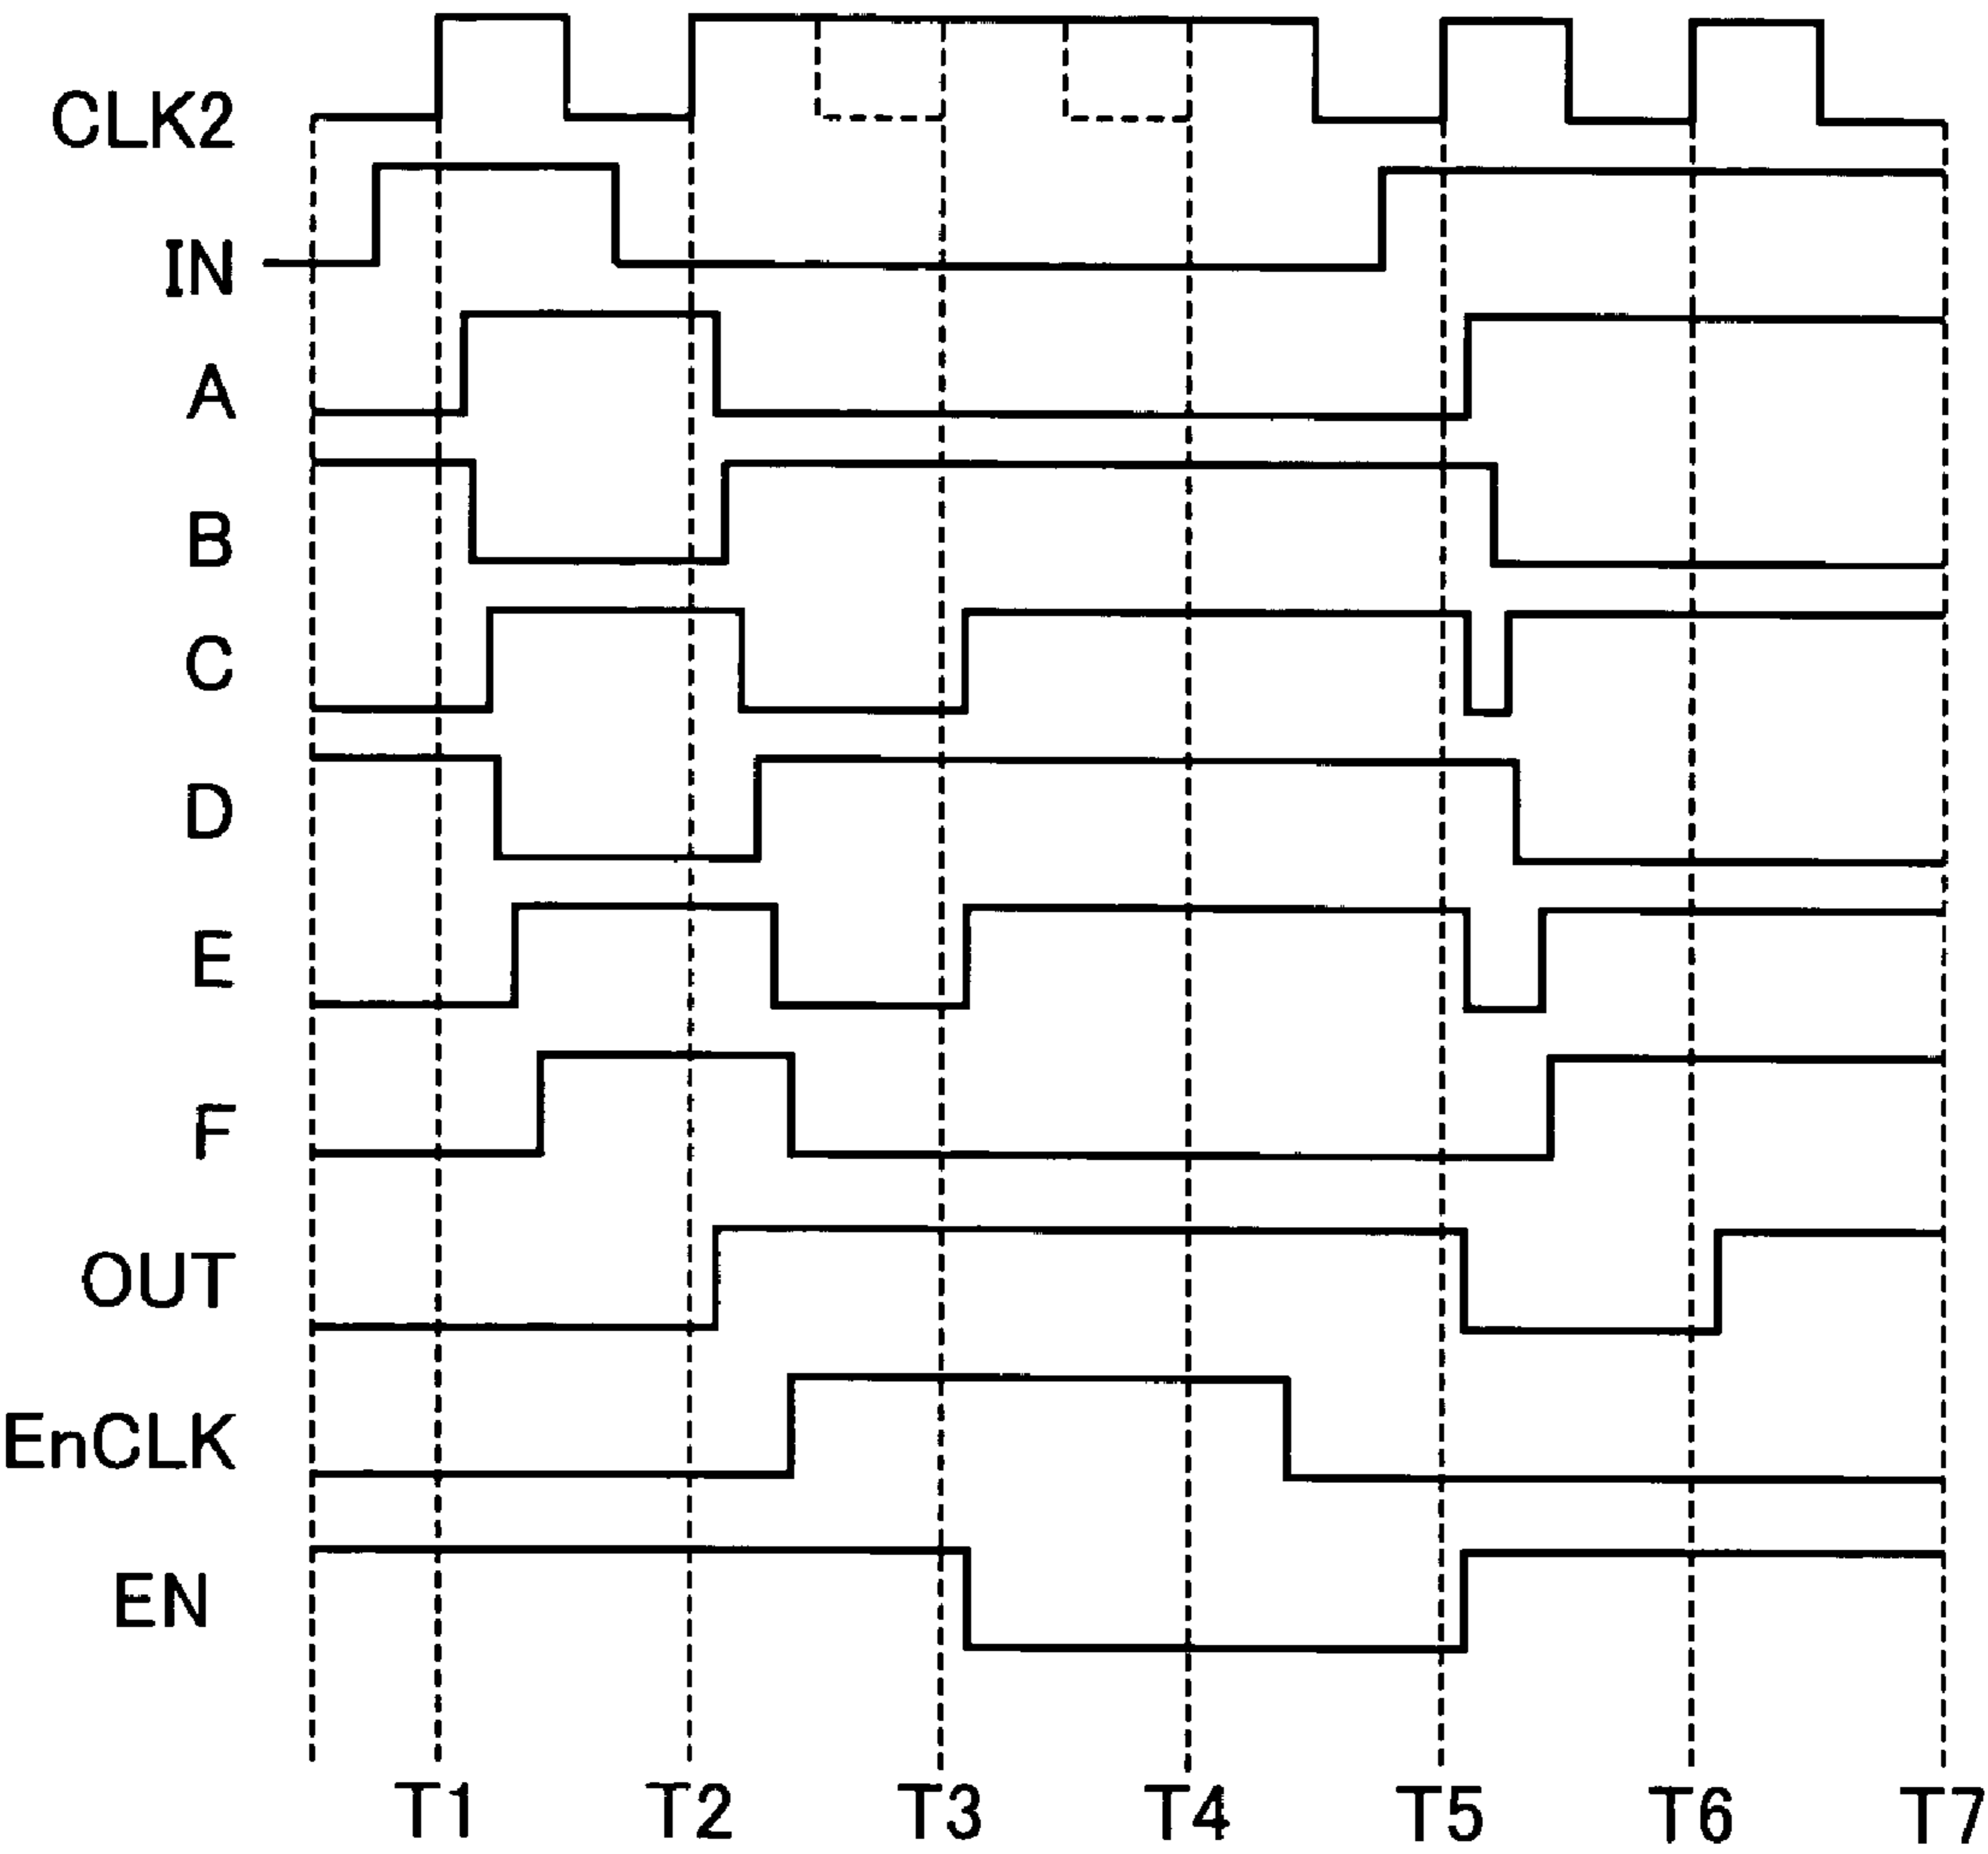 CLK2
IN
A
B
C
D
E
F
OUT
EnCLK
EN
T1 T2 T3 T4 T5 T6 T7